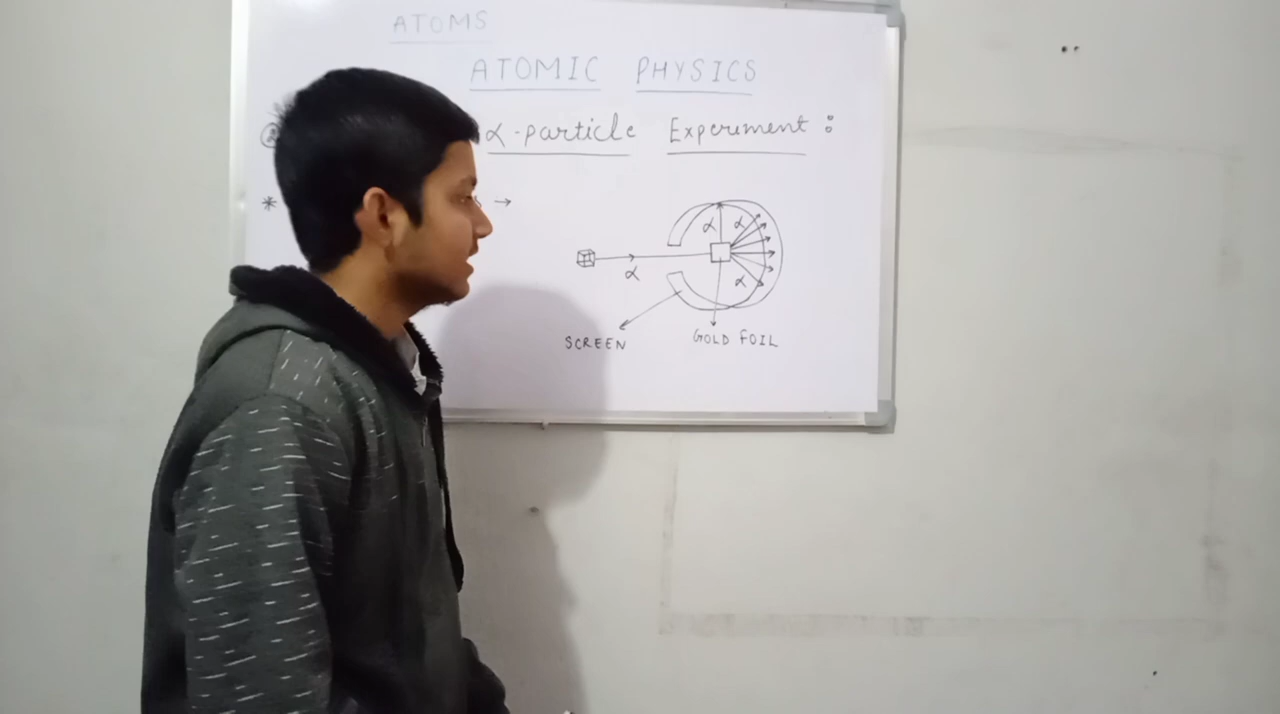 ATOMS
ATOMIC PHYSICS
α-particle Experiment :
* →
α α
α
α
SCREEN
GOLD FOIL